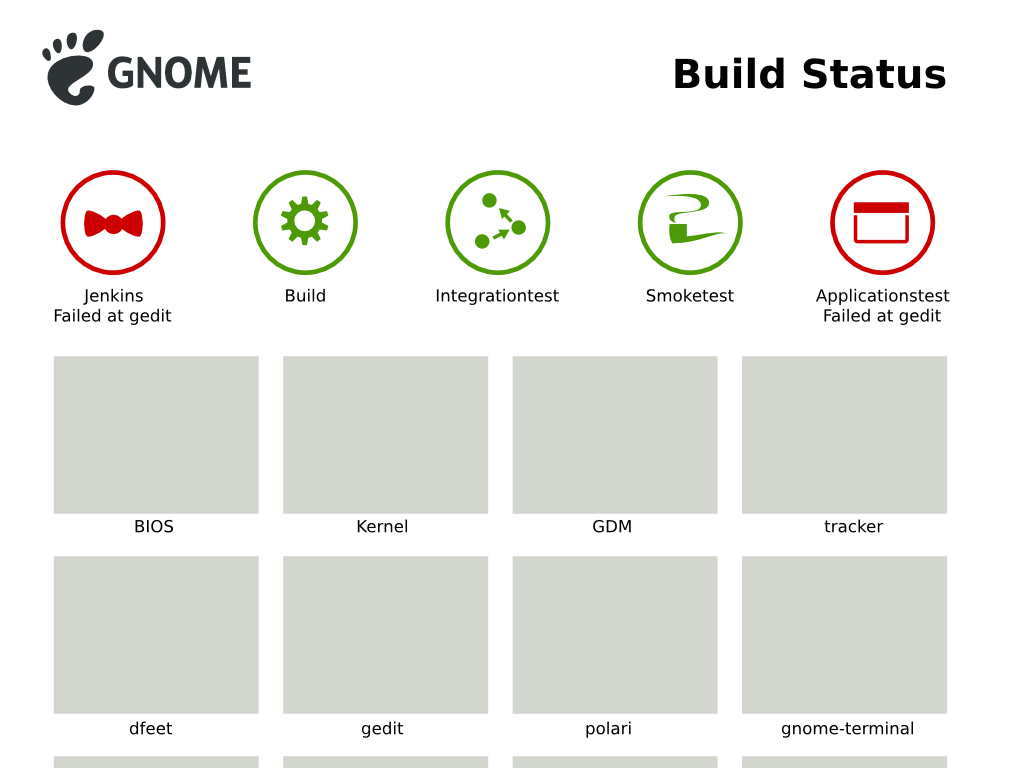 GNOME
Build Status
Jenkins
Failed at gedit
Build
Integrationtest
Smoketest
Applicationstest
Failed at gedit
BIOS
Kernel
GDM
tracker
dfeet
gedit
polari
gnome-terminal